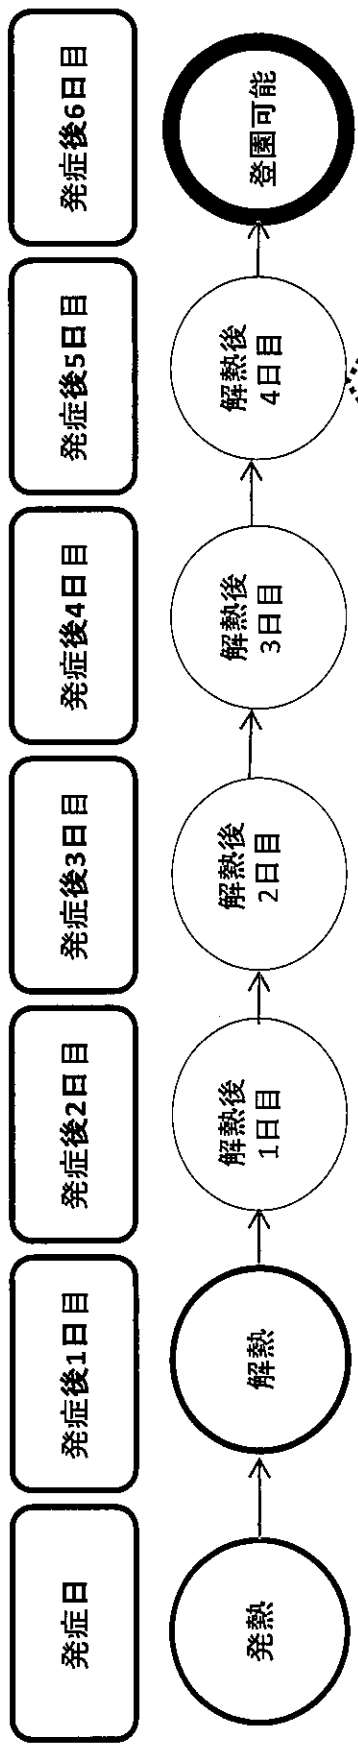 発症日
発症後1日目
発症後2日目
発症後3日目
発症後4日目
発症後5日目
発症後6日目
発熱
解熱
解熱後
1日目
解熱後
2日目
解熱後
3日目
解熱後
4日目
登園可能